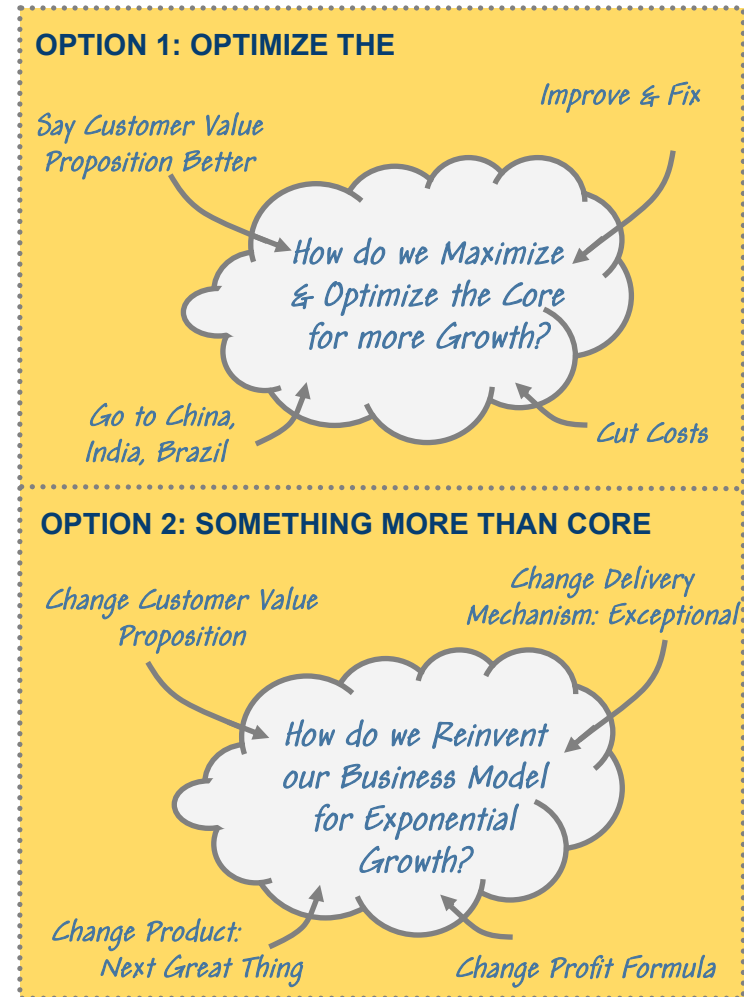 OPTION 1: OPTIMIZE THE
Improve & Fix
Say Customer Value
Proposition Better
How do we Maximize
& Optimize the Core
for more Growth?
Go to China,
India, Brazil
Cut Costs
OPTION 2: SOMETHING MORE THAN CORE
Change Delivery
Mechanism: Exceptional
Change Customer Value
Proposition
How do we Reinvent
our Business Model
for Exponential
Growth?
Change Product:
Next Great Thing
Change Profit Formula